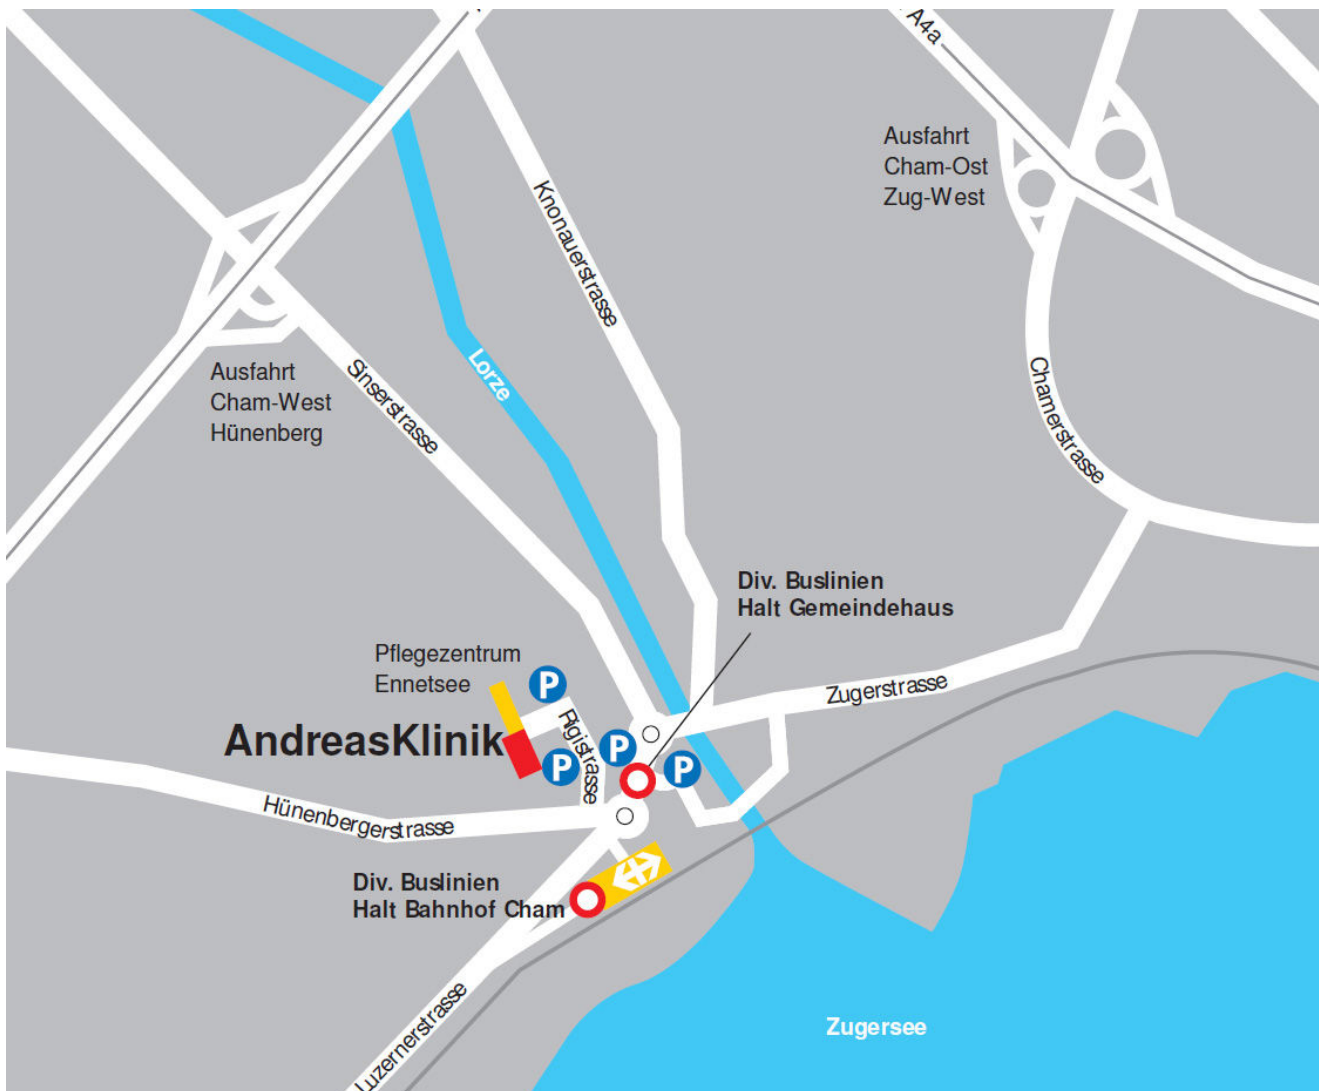 A4a
Ausfahrt
Cham-Ost
Zug-West
Knonauerstrasse
Lorze
Ausfahrt
Cham-West
Hünenberg
Sinserstrasse
Chamerstrasse
Div. Buslinien
Halt Gemeindehaus
Pflegezentrum
Ennetsee
P
Zugerstrasse
AndreasKlinik
Rigistrasse
P
P
P
Hünenbergerstrasse
Div. Buslinien
Halt Bahnhof Cham
Luzernerstrasse
Zugersee